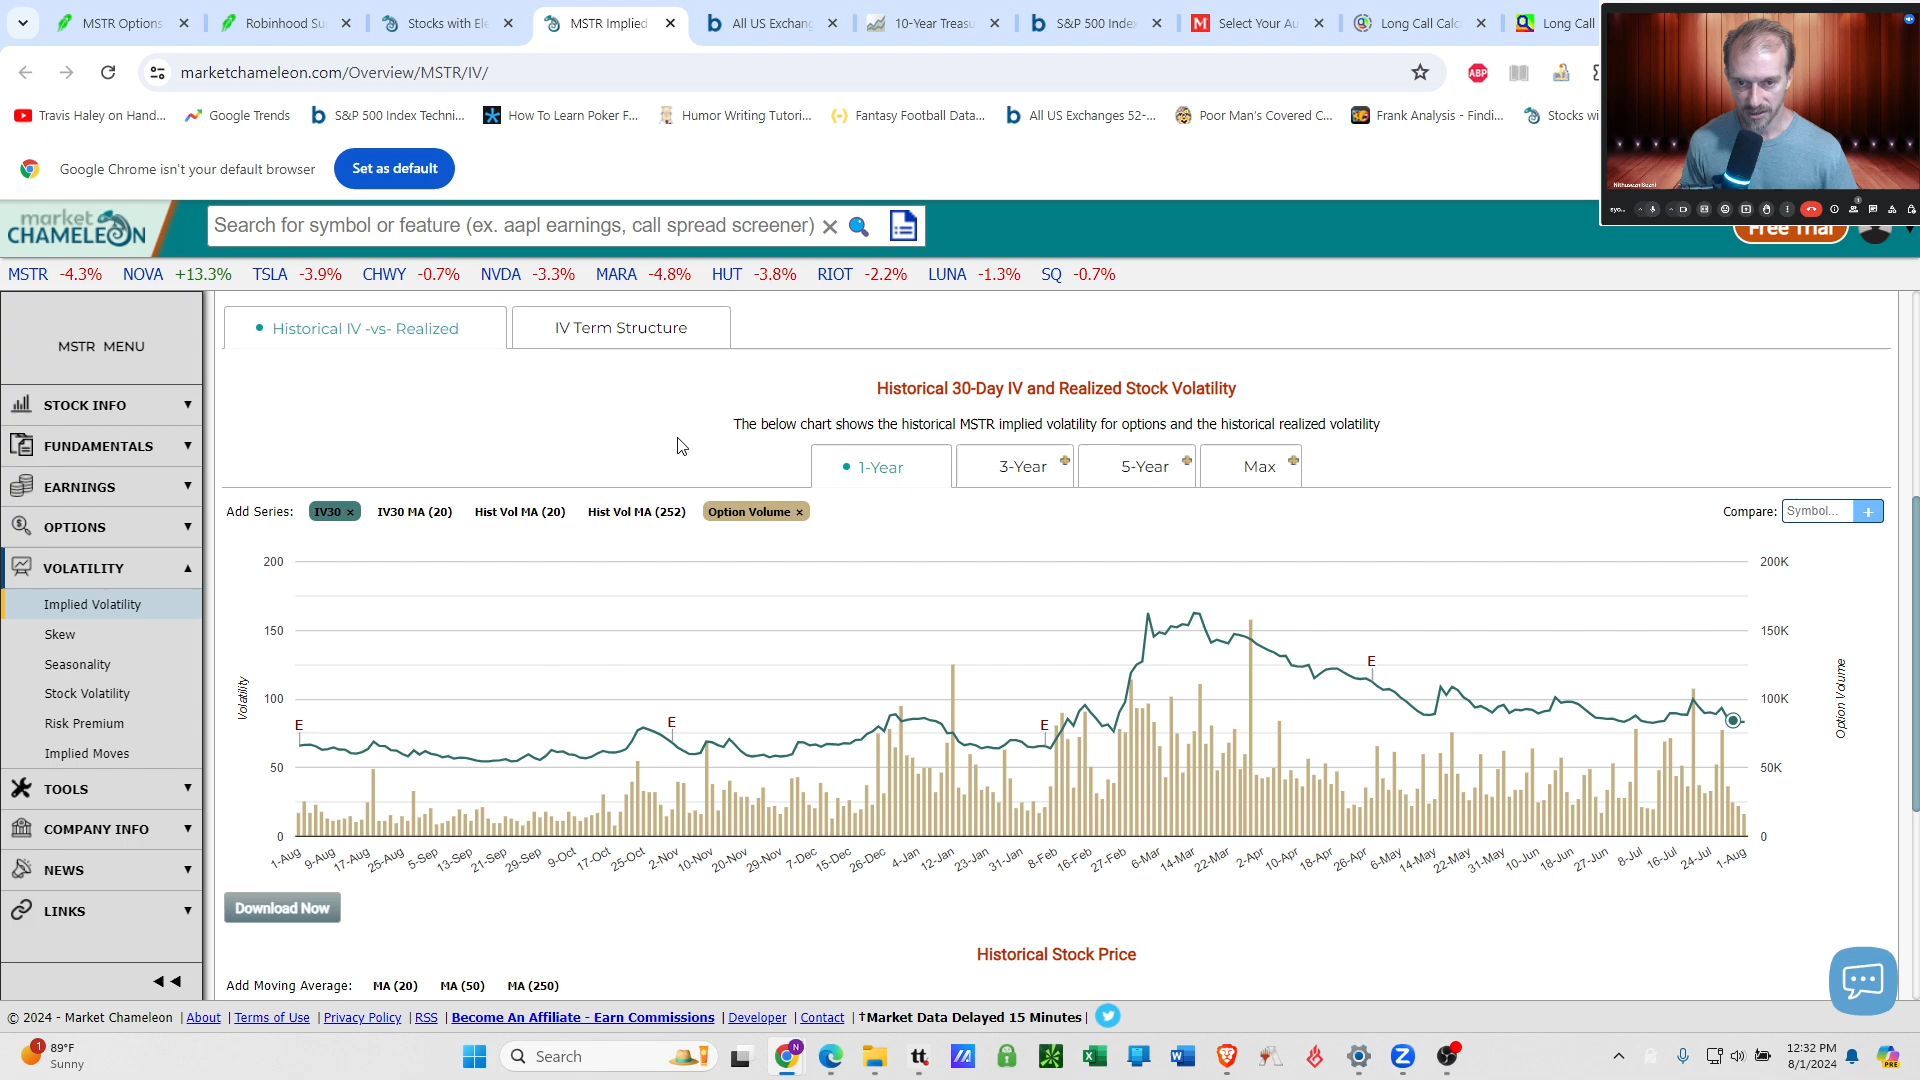 MSTR Options
Robinhood Su
Stocks with Ele
MSTR Implied
All US Exchang
10-Year Treasu
S&P 500 Index
Select Your Au
Long Call Calc
Long Call
marketchameleon.com/Overview/MSTR/IV/
ABP
Travis Haley on Hand...
Google Trends
S&P 500 Index Techni...
How To Learn Poker F...
Humor Writing Tutori...
Fantasy Football Data...
All US Exchanges 52-...
Poor Man's Covered C...
Frank Analysis - Findi...
Stocks wi
Google Chrome isn't your default browser
Set as default
market
CHAMELEON
Search for symbol or feature (ex. aapl earnings, call spread screener)
Free Trial
MSTR -4.3% NOVA +13.3% TSLA -3.9% CHWY -0.7% NVDA -3.3% MARA -4.8% HUT -3.8% RIOT -2.2% LUNA -1.3% SQ -0.7%
MSTR MENU
STOCK INFO
FUNDAMENTALS
EARNINGS
OPTIONS
VOLATILITY
Implied Volatility
Skew
Seasonality
Stock Volatility
Risk Premium
Implied Moves
TOOLS
COMPANY INFO
NEWS
LINKS
Historical IV -vs- Realized
IV Term Structure
Historical 30-Day IV and Realized Stock Volatility
The below chart shows the historical MSTR implied volatility for options and the historical realized volatility
1-Year
3-Year
5-Year
Max
Add Series: IV30 × IV30 MA (20) Hist Vol MA (20) Hist Vol MA (252) Option Volume ×
Compare: Symbol... +
200
150
100
50
0
Volatility
200K
150K
100K
50K
0
Option Volume
E
E
E
E
1-Aug 9-Aug 17-Aug 25-Aug 5-Sep 13-Sep 21-Sep 29-Sep 9-Oct 17-Oct 25-Oct 2-Nov 10-Nov 20-Nov 29-Nov 7-Dec 15-Dec 26-Dec 4-Jan 12-Jan 23-Jan 31-Jan 8-Feb 16-Feb 27-Feb 6-Mar 14-Mar 22-Mar 2-Apr 10-Apr 18-Apr 26-Apr 6-May 14-May 22-May 31-May 10-Jun 18-Jun 27-Jun 8-Jul 16-Jul 24-Jul 1-Aug
Download Now
Historical Stock Price
Add Moving Average: MA (20) MA (50) MA (250)
© 2024 - Market Chameleon | About | Terms of Use | Privacy Policy | RSS | Become An Affiliate - Earn Commissions | Developer | Contact | †Market Data Delayed 15 Minutes |
89°F
Sunny
Search
12:32 PM
8/1/2024